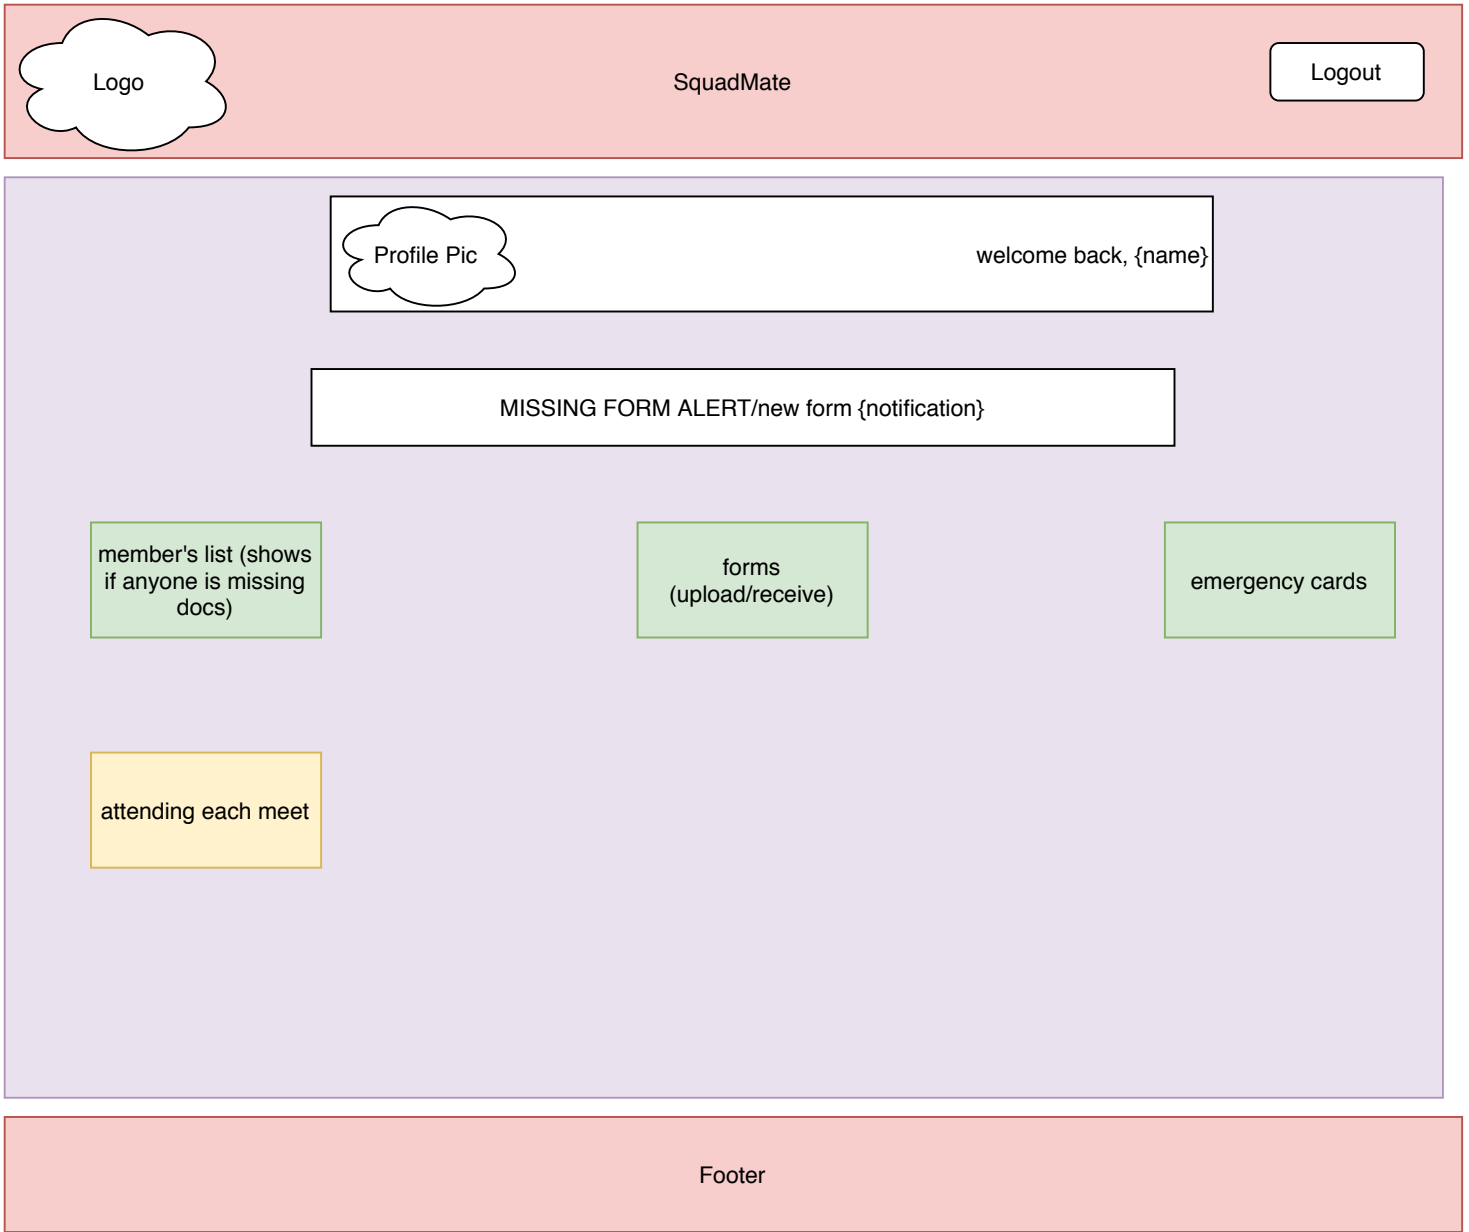 Logo
SquadMate
Logout
Profile Pic
welcome back, {name}
MISSING FORM ALERT/new form {notification}
member's list (shows
if anyone is missing
docs)
forms
(upload/receive)
emergency cards
attending each meet
Footer